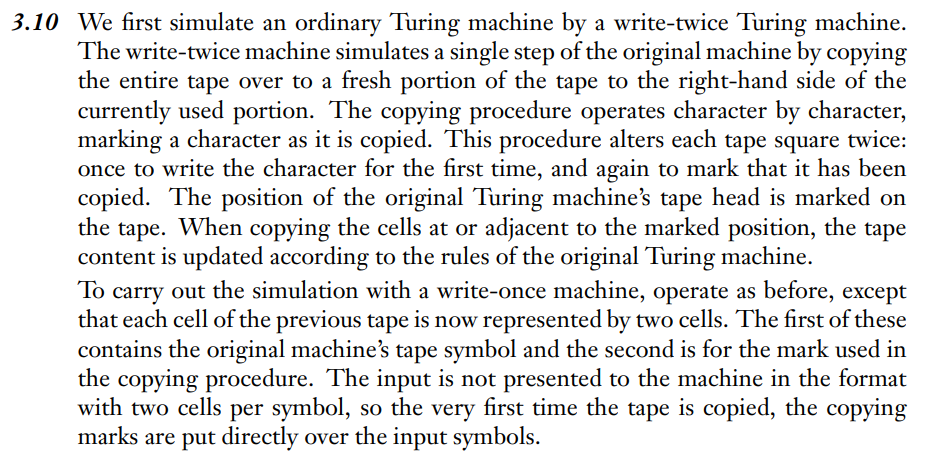 3.10 We first simulate an ordinary Turing machine by a write-twice Turing machine.
The write-twice machine simulates a single step of the original machine by copying
the entire tape over to a fresh portion of the tape to the right-hand side of the
currently used portion. The copying procedure operates character by character,
marking a character as it is copied. This procedure alters each tape square twice:
once to write the character for the first time, and again to mark that it has been
copied. The position of the original Turing machine’s tape head is marked on
the tape. When copying the cells at or adjacent to the marked position, the tape
content is updated according to the rules of the original Turing machine.
To carry out the simulation with a write-once machine, operate as before, except
that each cell of the previous tape is now represented by two cells. The first of these
contains the original machine’s tape symbol and the second is for the mark used in
the copying procedure. The input is not presented to the machine in the format
with two cells per symbol, so the very first time the tape is copied, the copying
marks are put directly over the input symbols.